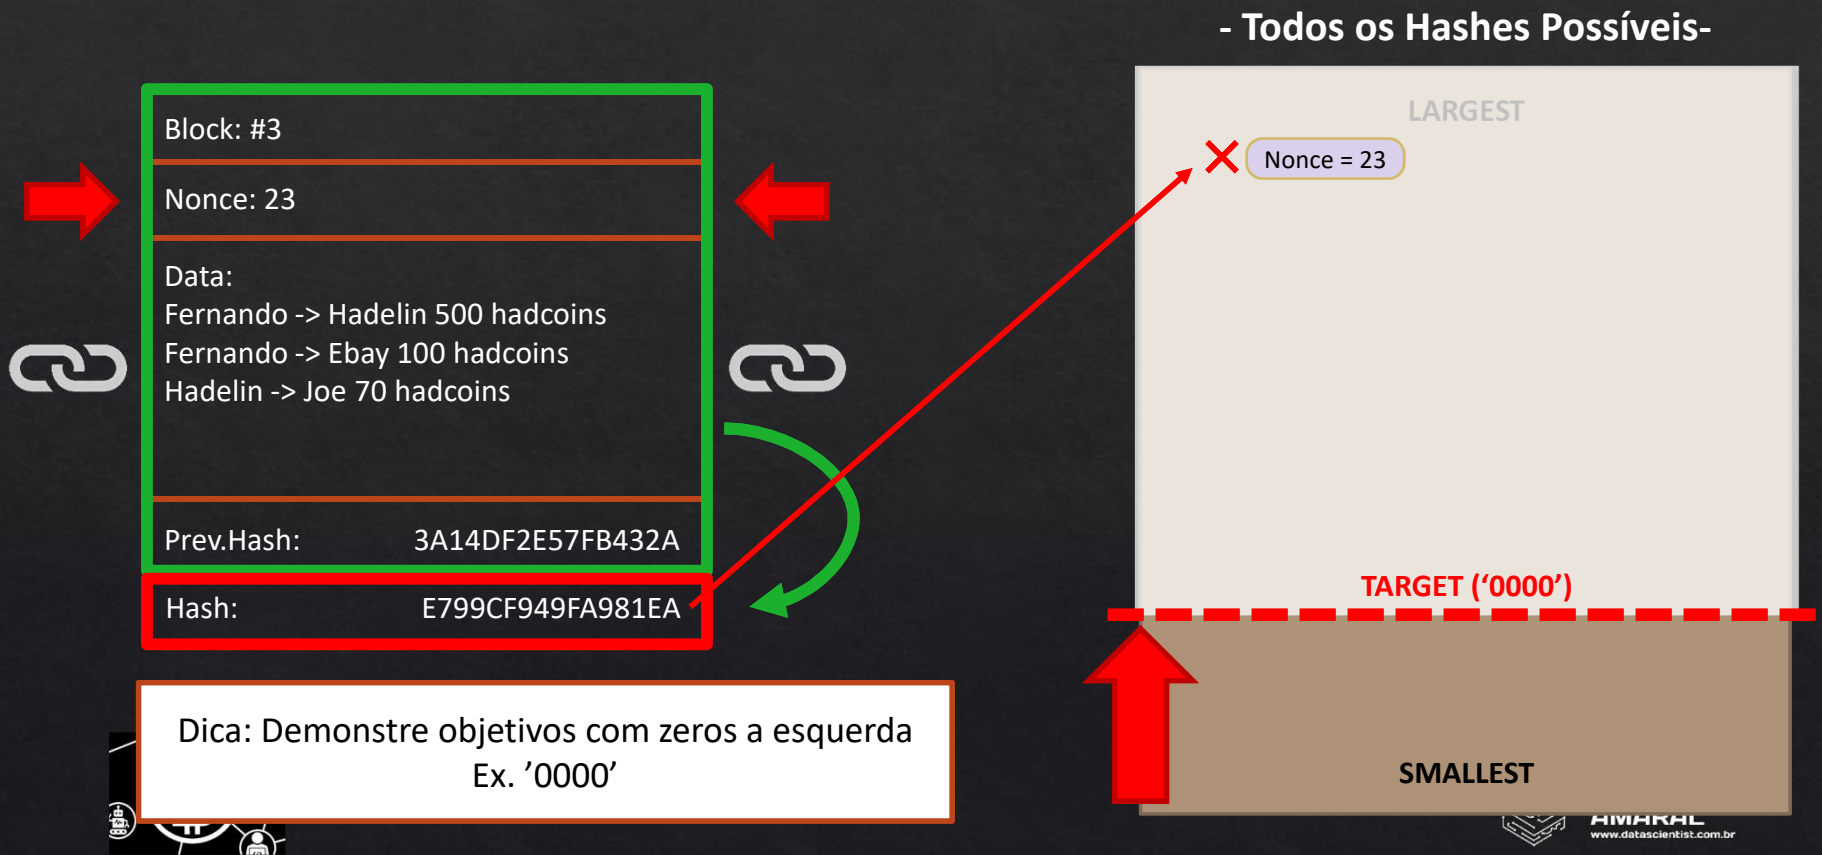 - Todos os Hashes Possíveis-
Block: #3
Nonce: 23
Data:
Fernando -> Hadelin 500 hadcoins
Fernando -> Ebay 100 hadcoins
Hadelin -> Joe 70 hadcoins
Prev.Hash: 3A14DF2E57FB432A
Hash: E799CF949FA981EA
Dica: Demonstre objetivos com zeros a esquerda
Ex. ’0000’
LARGEST
Nonce = 23
TARGET (‘0000’)
SMALLEST
AMARAL
www.datascientist.com.br